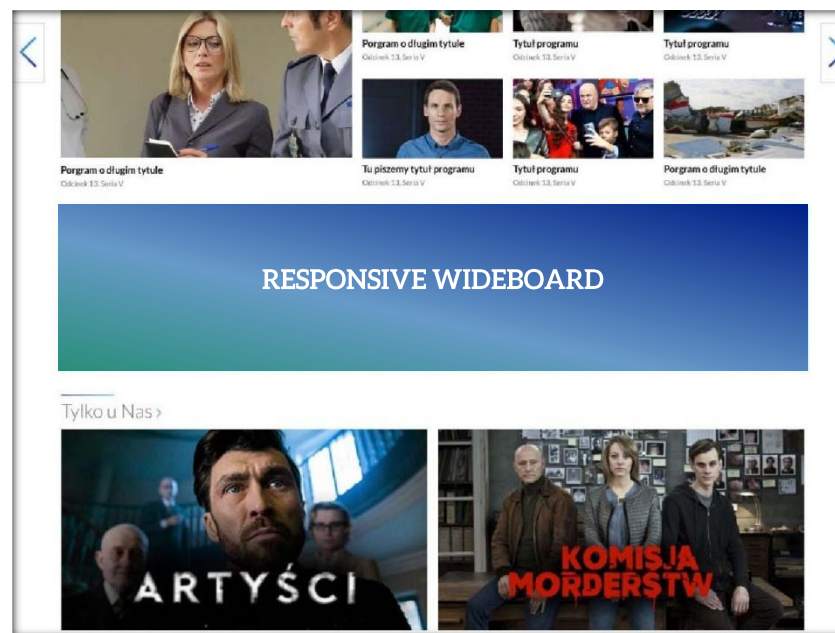 Porgram o długim tytule
Odcinek 13, Seria V
Tytuł programu
Odcinek 13, Seria V
Tytuł programu
Odcinek 13, Seria V
Porgram o długim tytule
Odcinek 13, Seria V
Tu piszemy tytuł programu
Odcinek 13, Seria V
Tytuł programu
Odcinek 13, Seria V
Porgram o długim tytule
Odcinek 13, Seria V
RESPONSIVE WIDEBOARD
Tylko u Nas >
ARTYŚCI
KOMISJA
MORDERSTW